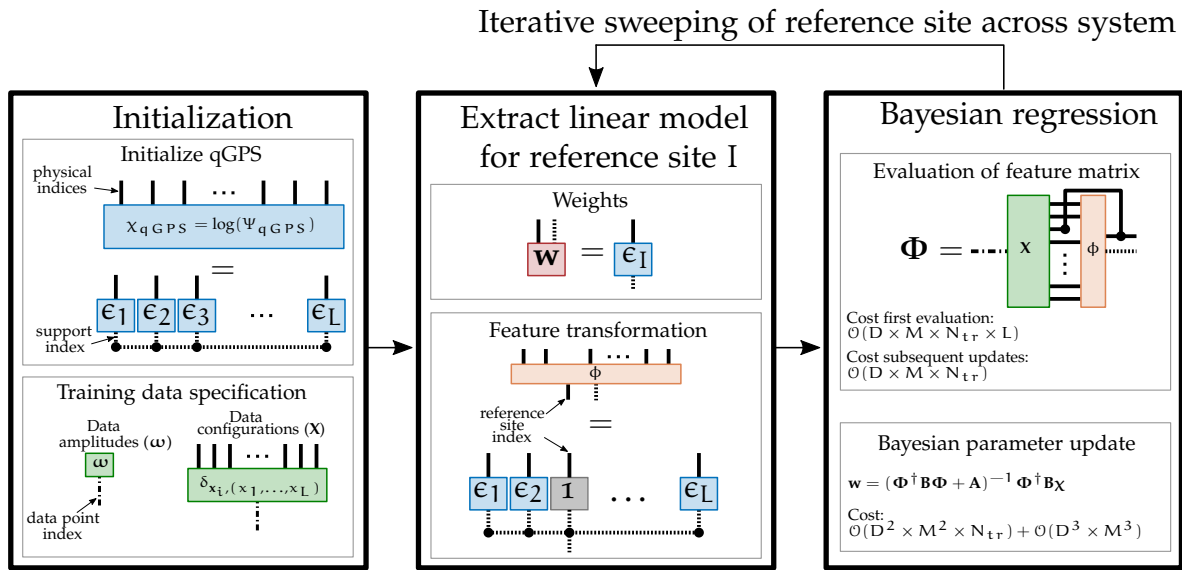 Iterative sweeping of reference site across system
Initialization
Initialize qGPS
physical
indices
...
χqGPS = log(ΨqGPS)
=
ϵ1 ϵ2 ϵ3 ... ϵL
support
index
Training data specification
Data
amplitudes (ω)
Data
configurations (X)
ω
...
δxi,(x1,...,xL)
data point
index
Extract linear model
for reference site I
Weights
w = ϵI
Feature transformation
...
ϕ
reference
site
index
=
ϵ1 ϵ2 1 ... ϵL
Bayesian regression
Evaluation of feature matrix
Φ = X ⋮ ϕ
Cost first evaluation:
O(D × M × Ntr × L)
Cost subsequent updates:
O(D × M × Ntr)
Bayesian parameter update
w = (Φ†BΦ + A)−1 Φ†Bχ
Cost:
O(D2 × M2 × Ntr) + O(D3 × M3)